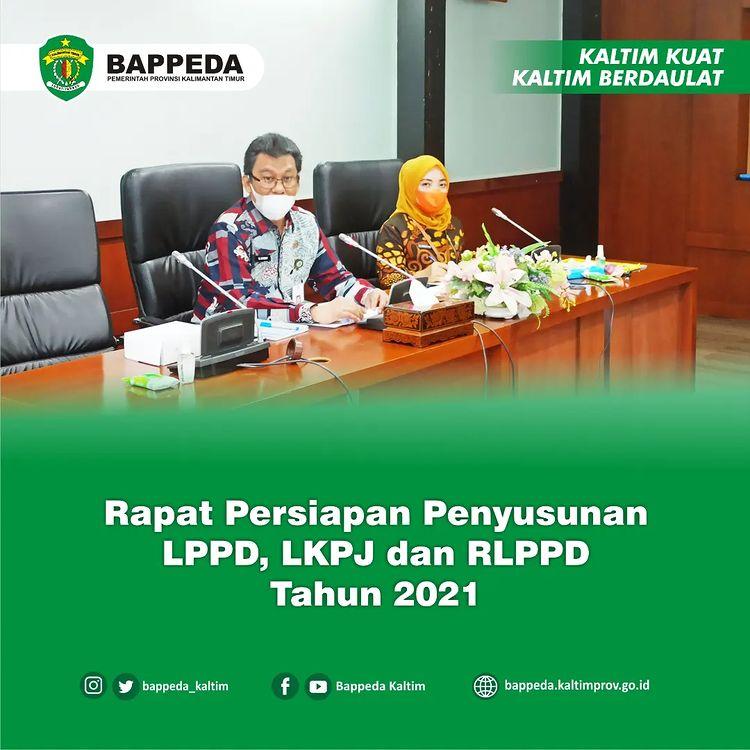 BAPPEDA
PEMERINTAH PROVINSI KALIMANTAN TIMUR
KALTIM KUAT
KALTIM BERDAULAT
Rapat Persiapan Penyusunan
LPPD, LKPJ dan RLPPD
Tahun 2021
bappeda_kaltim
Bappeda Kaltim
bappeda.kaltimprov.go.id